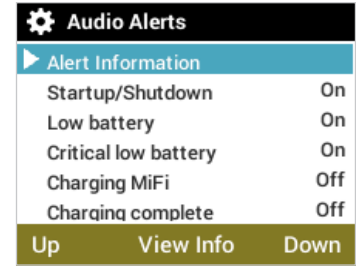 Audio Alerts
Alert Information
Startup/Shutdown On
Low battery On
Critical low battery On
Charging MiFi Off
Charging complete Off
Up View Info Down